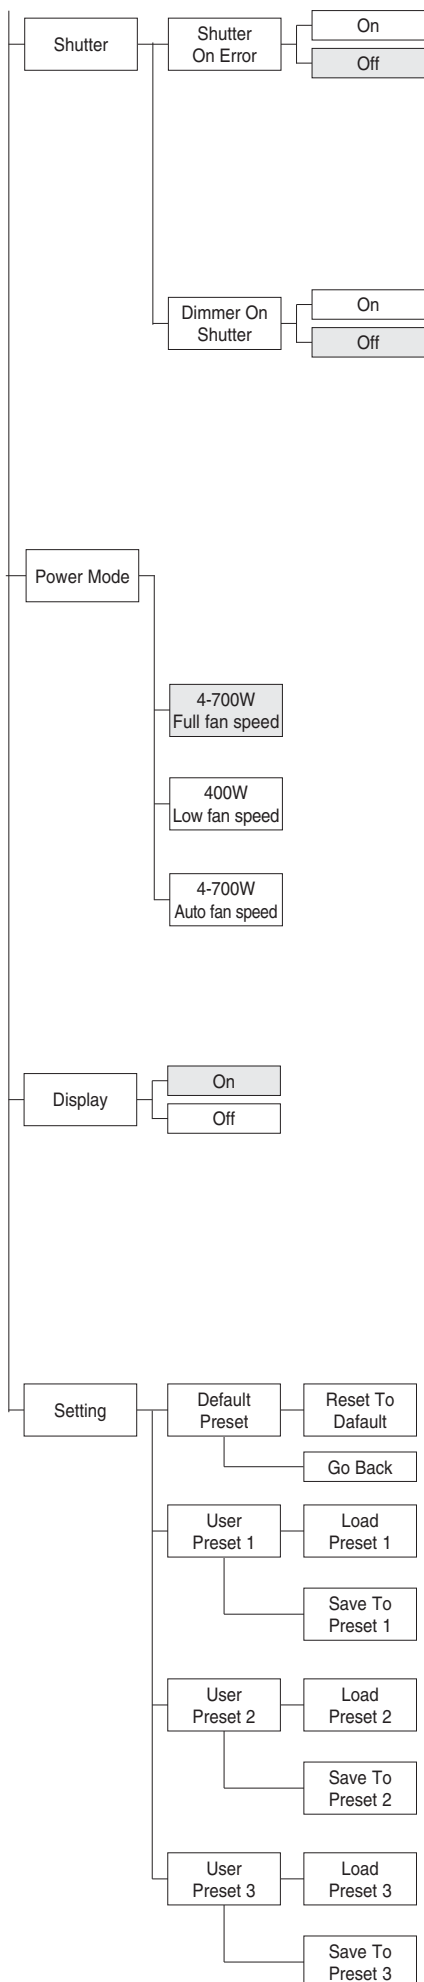 Shutter
Shutter
On Error
On
Off
Dimmer On
Shutter
On
Off
Power Mode
4-700W
Full fan speed
400W
Low fan speed
4-700W
Auto fan speed
Display
On
Off
Setting
Default
Preset
Reset To
Dafault
Go Back
User
Preset 1
Load
Preset 1
Save To
Preset 1
User
Preset 2
Load
Preset 2
Save To
Preset 2
User
Preset 3
Load
Preset 3
Save To
Preset 3